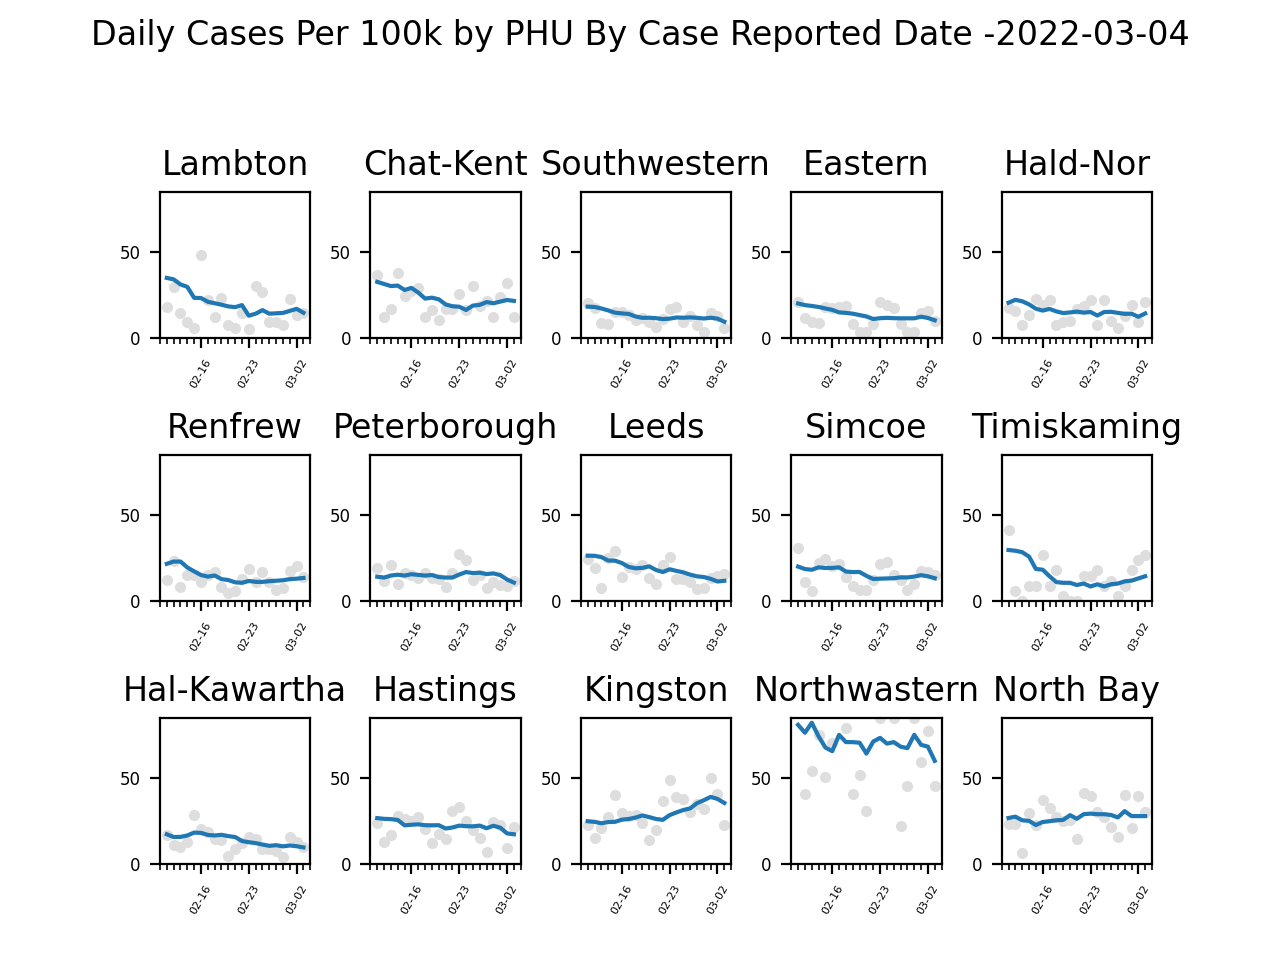 Daily Cases Per 100k by PHU By Case Reported Date -2022-03-04
Lambton Chat-Kent Southwestern Eastern Hald-Nor
50 50 50 50 50
0 0 0 0 0
02-16 02-23 03-02 02-16 02-23 03-02 02-16 02-23 03-02 02-16 02-23 03-02 02-16 02-23 03-02
Renfrew Peterborough Leeds Simcoe Timiskaming
50 50 50 50 50
0 0 0 0 0
02-16 02-23 03-02 02-16 02-23 03-02 02-16 02-23 03-02 02-16 02-23 03-02 02-16 02-23 03-02
Hal-Kawartha Hastings Kingston Northwastern North Bay
50 50 50 50 50
0 0 0 0 0
02-16 02-23 03-02 02-16 02-23 03-02 02-16 02-23 03-02 02-16 02-23 03-02 02-16 02-23 03-02